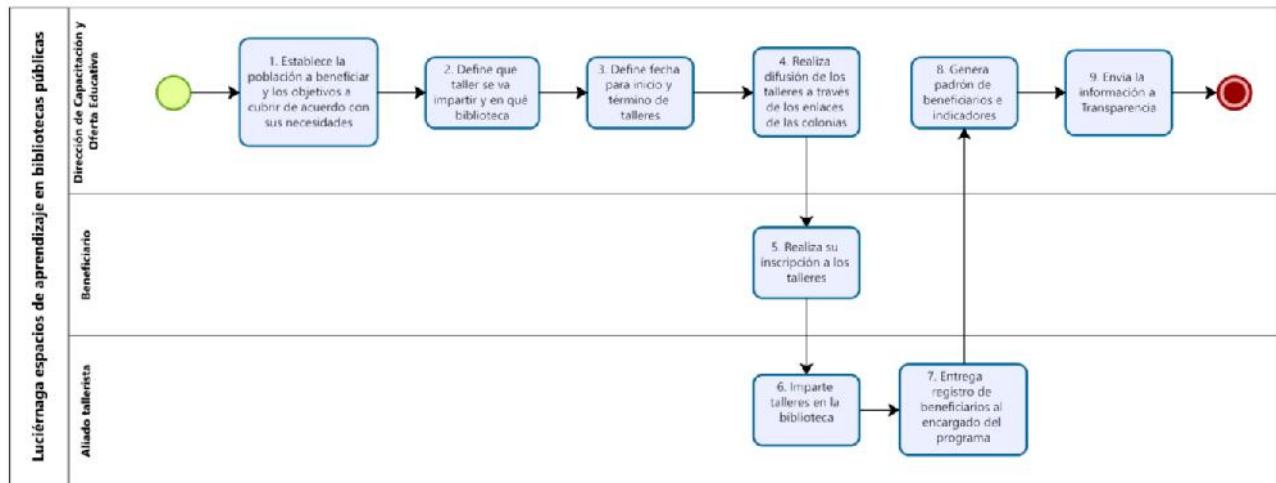 Luciérnaga espacios de aprendizaje en bibliotecas públicas
Dirección de Capacitación y
Oferta Educativa
1. Establece la
población a beneficiar
y los objetivos a
cubrir de acuerdo con
sus necesidades
2. Define que
taller se va
impartir y en qué
biblioteca
3. Define fecha
para inicio y
término de
talleres
4. Realiza
difusión de los
talleres a través
de los enlaces
de las colonias
8. Genera
padrón de
beneficiarios e
indicadores
9. Envía la
información a
Transparencia
Beneficiario
5. Realiza su
inscripción a los
talleres
Aliado tallerista
6. Imparte
talleres en la
biblioteca
7. Entrega
registro de
beneficiarios al
encargado del
programa